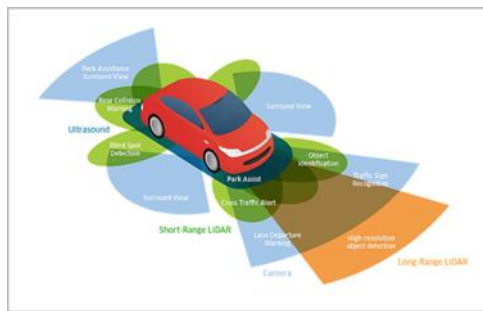 Park Assistance
Surround View
Rear Collision
Warning
Ultrasound
Surround View
Blind Spot
Detection
Object
Identification
Park Assist
Traffic Sign
Recognition
Surround View
Cross Traffic Alert
Short-Range LiDAR
Lane Departure
Warning
High resolution
object detection
Camera
Long-Range LiDAR